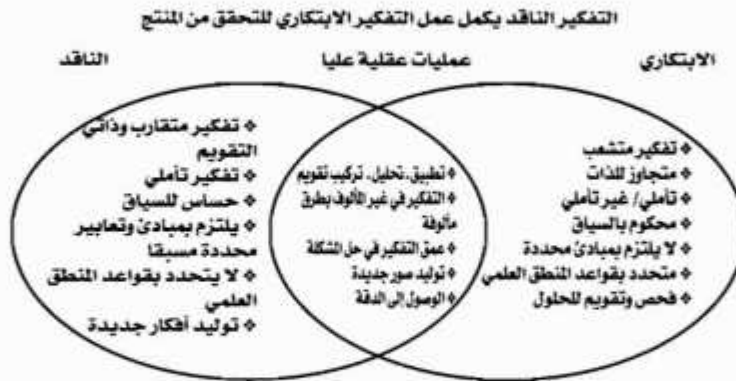 التفكير الناقد يكمل عمل التفكير الابتكاري للتحقق من المنتج
الابتكاري
عمليات عقلية عليا
الناقد
❖ تفكير متشعب
❖ متجاوز للذات
❖ تأملي/ غير تأملي
❖ محكوم بالسياق
❖ لا يلتزم بمبادئ محددة
❖ متحدد بقواعد المنطق العلمي
❖ فحص وتقويم للحلول
❖ تطبيق، تحليل، تركيب تقويم
❖ التفكير في غير المألوف بطرق
مألوفة
❖ عمق التفكير في حل المشكلة
❖ توليد صور جديدة
❖ الوصول إلى الدقة
❖ تفكير متقارب وذاتي
التقويم
❖ تفكير تأملي
❖ حساس للسياق
❖ يلتزم بمبادئ وتعابير
محددة مسبقا
❖ لا يتحدد بقواعد المنطق
العلمي
❖ توليد أفكار جديدة